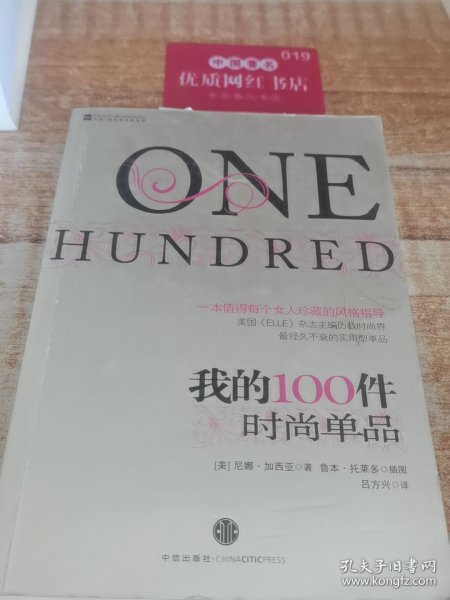 019
中国著名
优质网红书店
ONE
HUNDRED
一本值得每个女人珍藏的风格指导
美国《ELLE》杂志主编历数时尚界
最经久不衰的实用型单品
我的100件
时尚单品
[美] 尼娜·加西亚◎著 鲁本·托莱多◎插图
吕方兴◎译
中信出版社·CHINACITICPRESS
孔夫子旧书网
www.kongfz.com